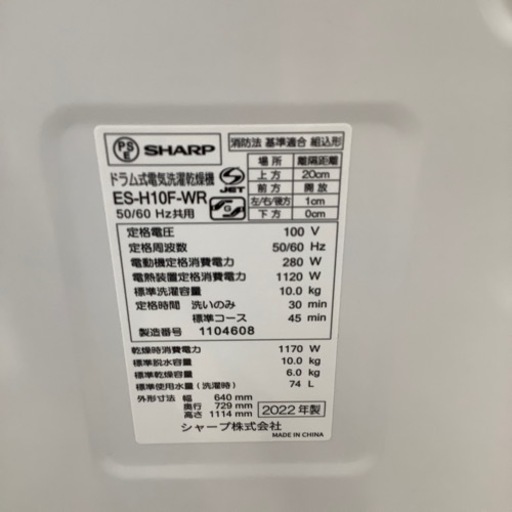 PS E SHARP
消防法 基準適合 組込形
場所 離隔距離
上方 20cm
前方 開放
左/右/後方 1cm
下方 0cm
ドラム式電気洗濯乾燥機
ES-H10F-WR
50/60 Hz共用
S JET
G
定格電圧 100 V
定格周波数 50/60 Hz
電動機定格消費電力 280 W
電熱装置定格消費電力 1120 W
標準洗濯容量 10.0 kg
定格時間 洗いのみ 30 min
標準コース 45 min
製造番号 1104608
乾燥時消費電力 1170 W
標準脱水容量 10.0 kg
標準乾燥容量 6.0 kg
標準使用水量 (洗濯時) 74 L
外形寸法 幅 640 mm
奥行 729 mm
高さ 1114 mm
2022年製
シャープ株式会社
MADE IN CHINA